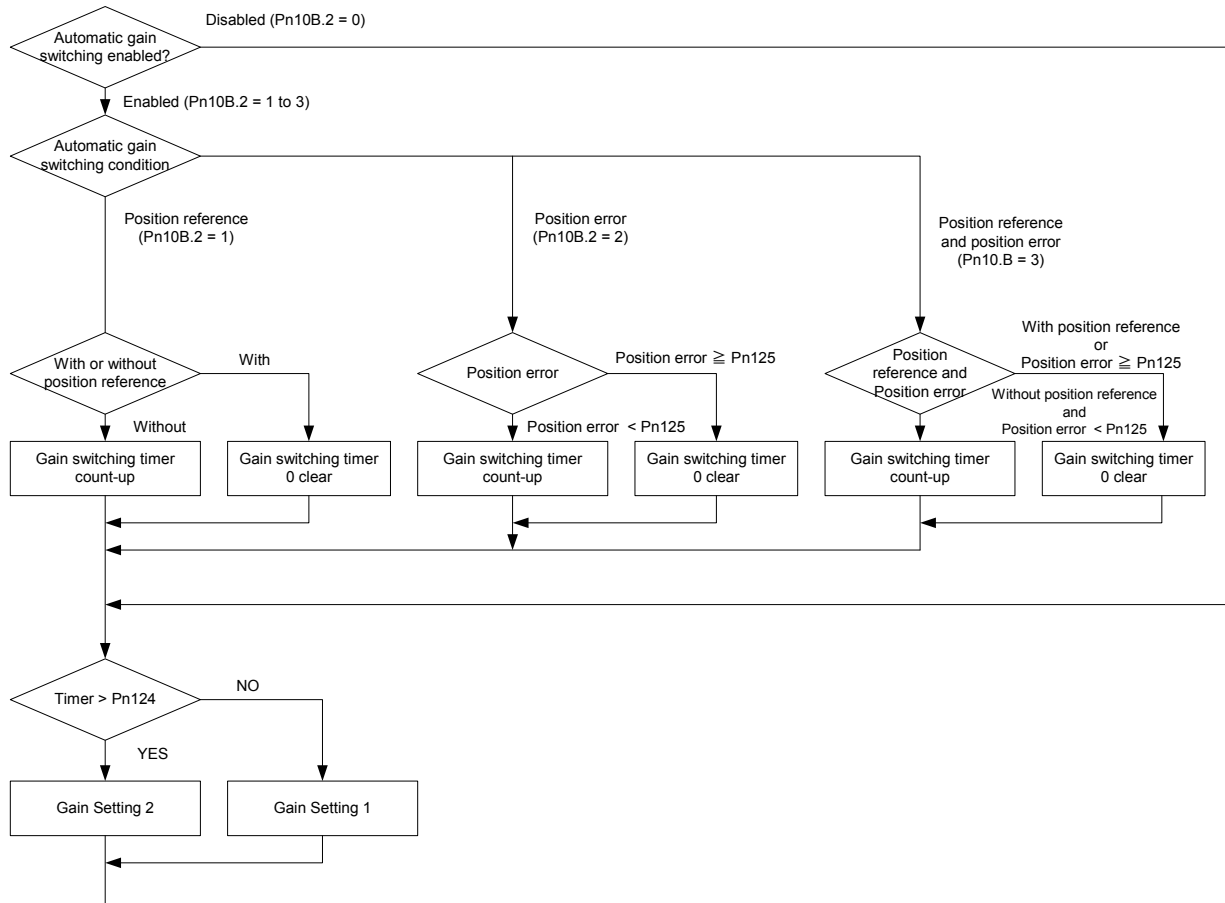 Disabled (Pn10B.2 = 0)
Automatic gain
switching enabled?
Enabled (Pn10B.2 = 1 to 3)
Automatic gain
switching condition
Position reference
(Pn10B.2 = 1)
Position error
(Pn10B.2 = 2)
Position reference
and position error
(Pn10.B = 3)
With or without
position reference
With
Without
Position error
Position error ≧ Pn125
Position error < Pn125
Position
reference and
Position error
With position reference
or
Position error ≧ Pn125
Without position reference
and
Position error < Pn125
Gain switching timer
count-up
Gain switching timer
0 clear
Gain switching timer
count-up
Gain switching timer
0 clear
Gain switching timer
count-up
Gain switching timer
0 clear
Timer > Pn124
NO
YES
Gain Setting 2
Gain Setting 1